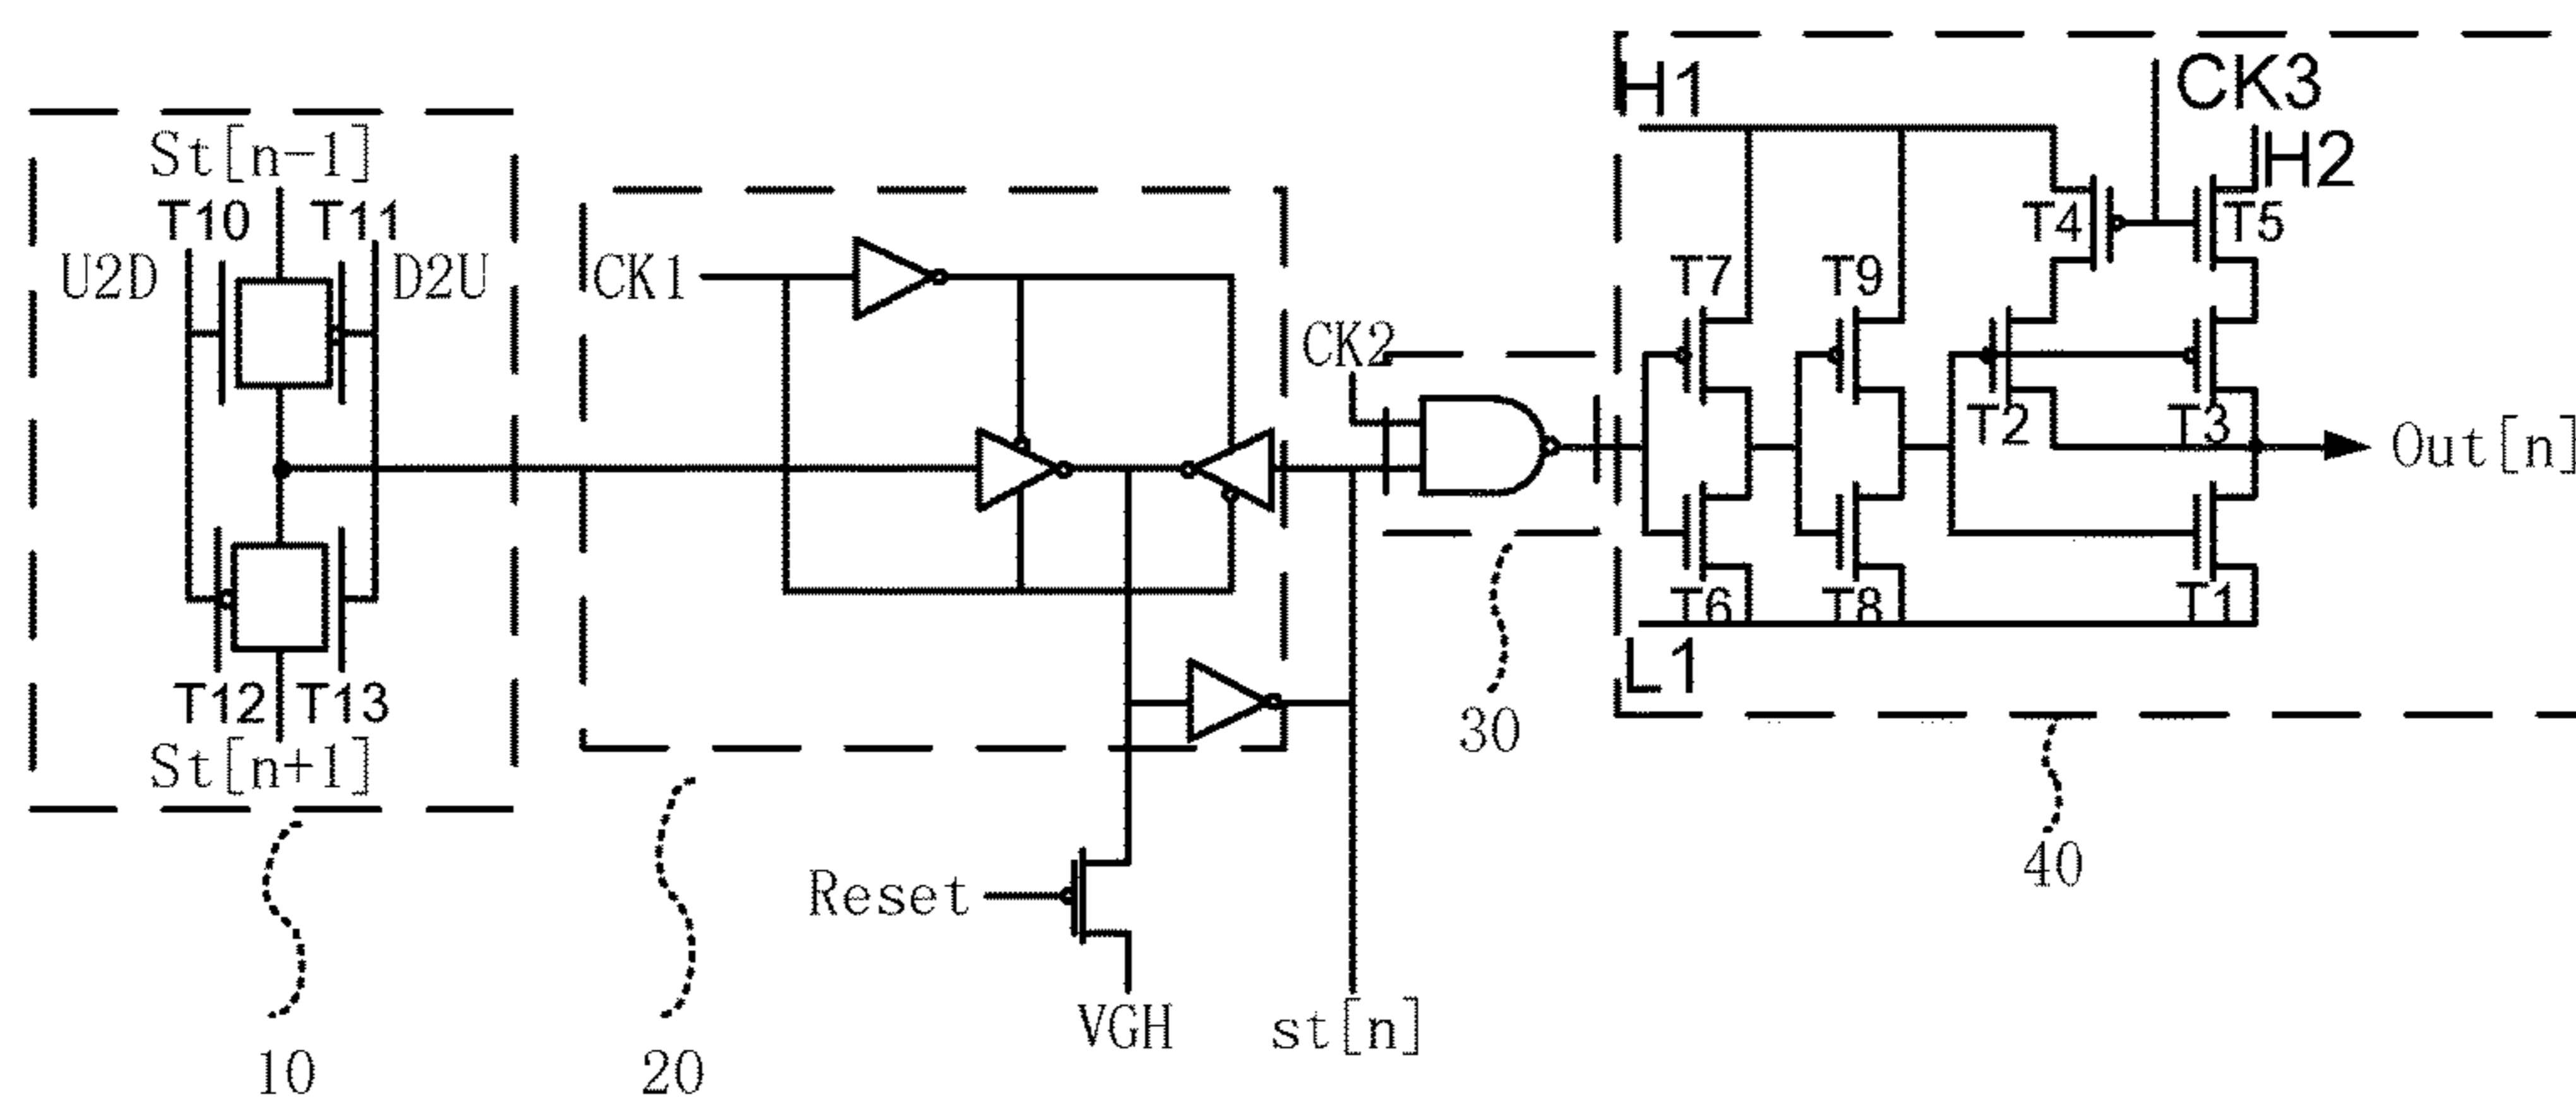 St[n-1]
T10
T11
U2D
D2U
T12
T13
St[n+1]
10
CK1
20
Reset
VGH
st[n]
CK2
30
H1
CK3
H2
T4
T5
T7
T9
T2
T3
Out[n]
T6
T8
T1
L1
40